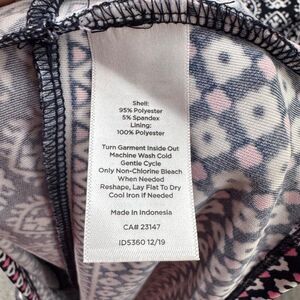 Shell:
95% Polyester
5% Spandex
Lining:
100% Polyester
Turn Garment Inside Out
Machine Wash Cold
Gentle Cycle
Only Non-Chlorine Bleach
When Needed
Reshape, Lay Flat To Dry
Cool Iron if Needed
Made In Indonesia
CA# 23147
ID5360 12/19